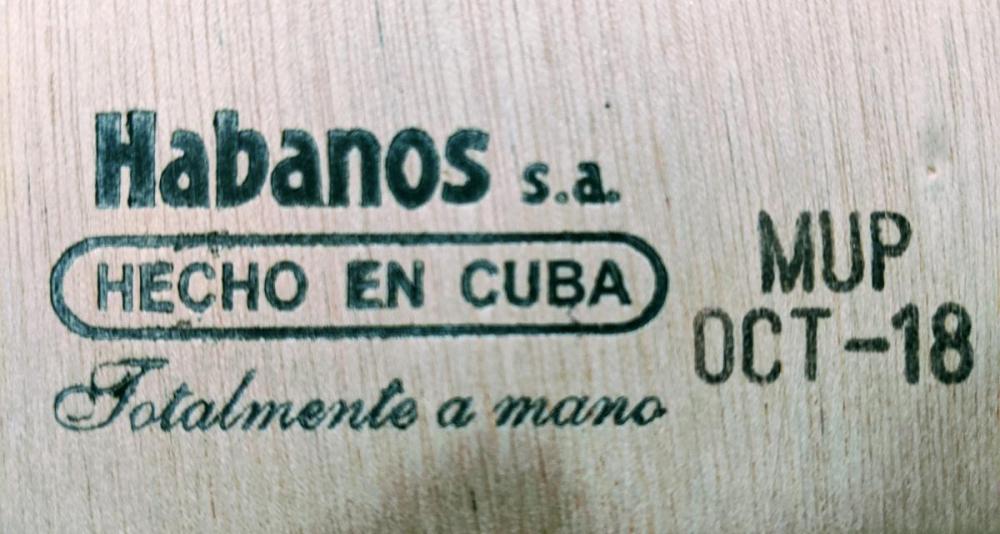 Habanos s.a.
HECHO EN CUBA
Totalmente a mano
MUP
OCT-18